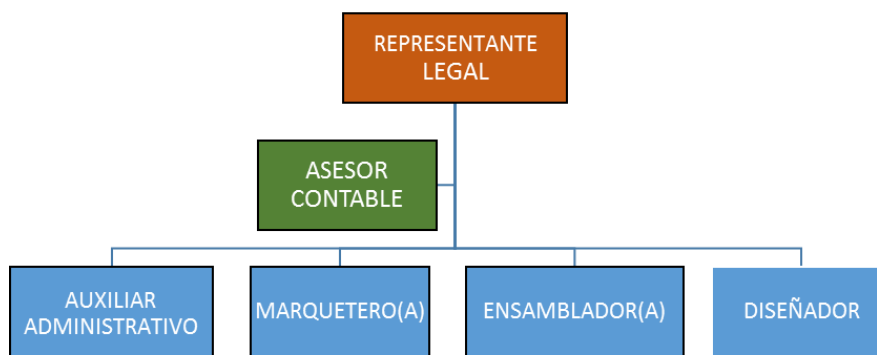 REPRESENTANTE
LEGAL
ASESOR
CONTABLE
AUXILIAR
ADMINISTRATIVO
MARQUETERO(A)
ENSAMBLADOR(A)
DISEÑADOR